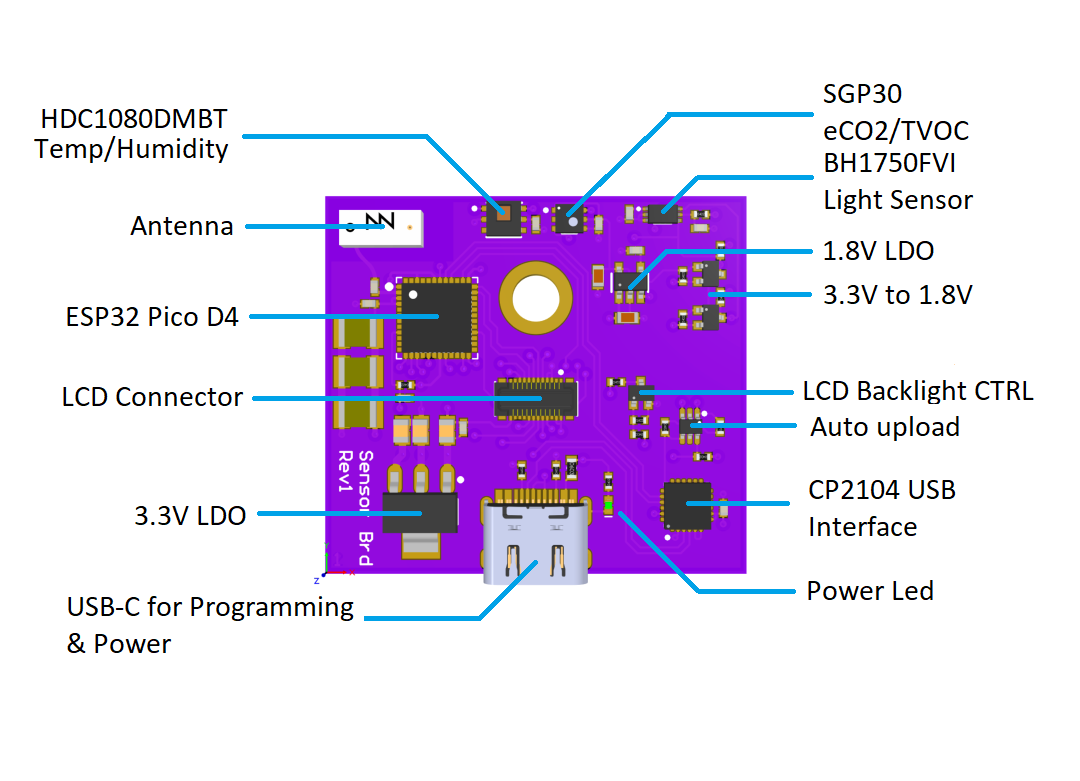 HDC1080DMBT
Temp/Humidity
Antenna
ESP32 Pico D4
LCD Connector
3.3V LDO
USB-C for Programming
& Power
SGP30
eCO2/TVOC
BH1750FVI
Light Sensor
1.8V LDO
3.3V to 1.8V
LCD Backlight CTRL
Auto upload
CP2104 USB
Interface
Power Led
Sensor Brd
Rev1
Z